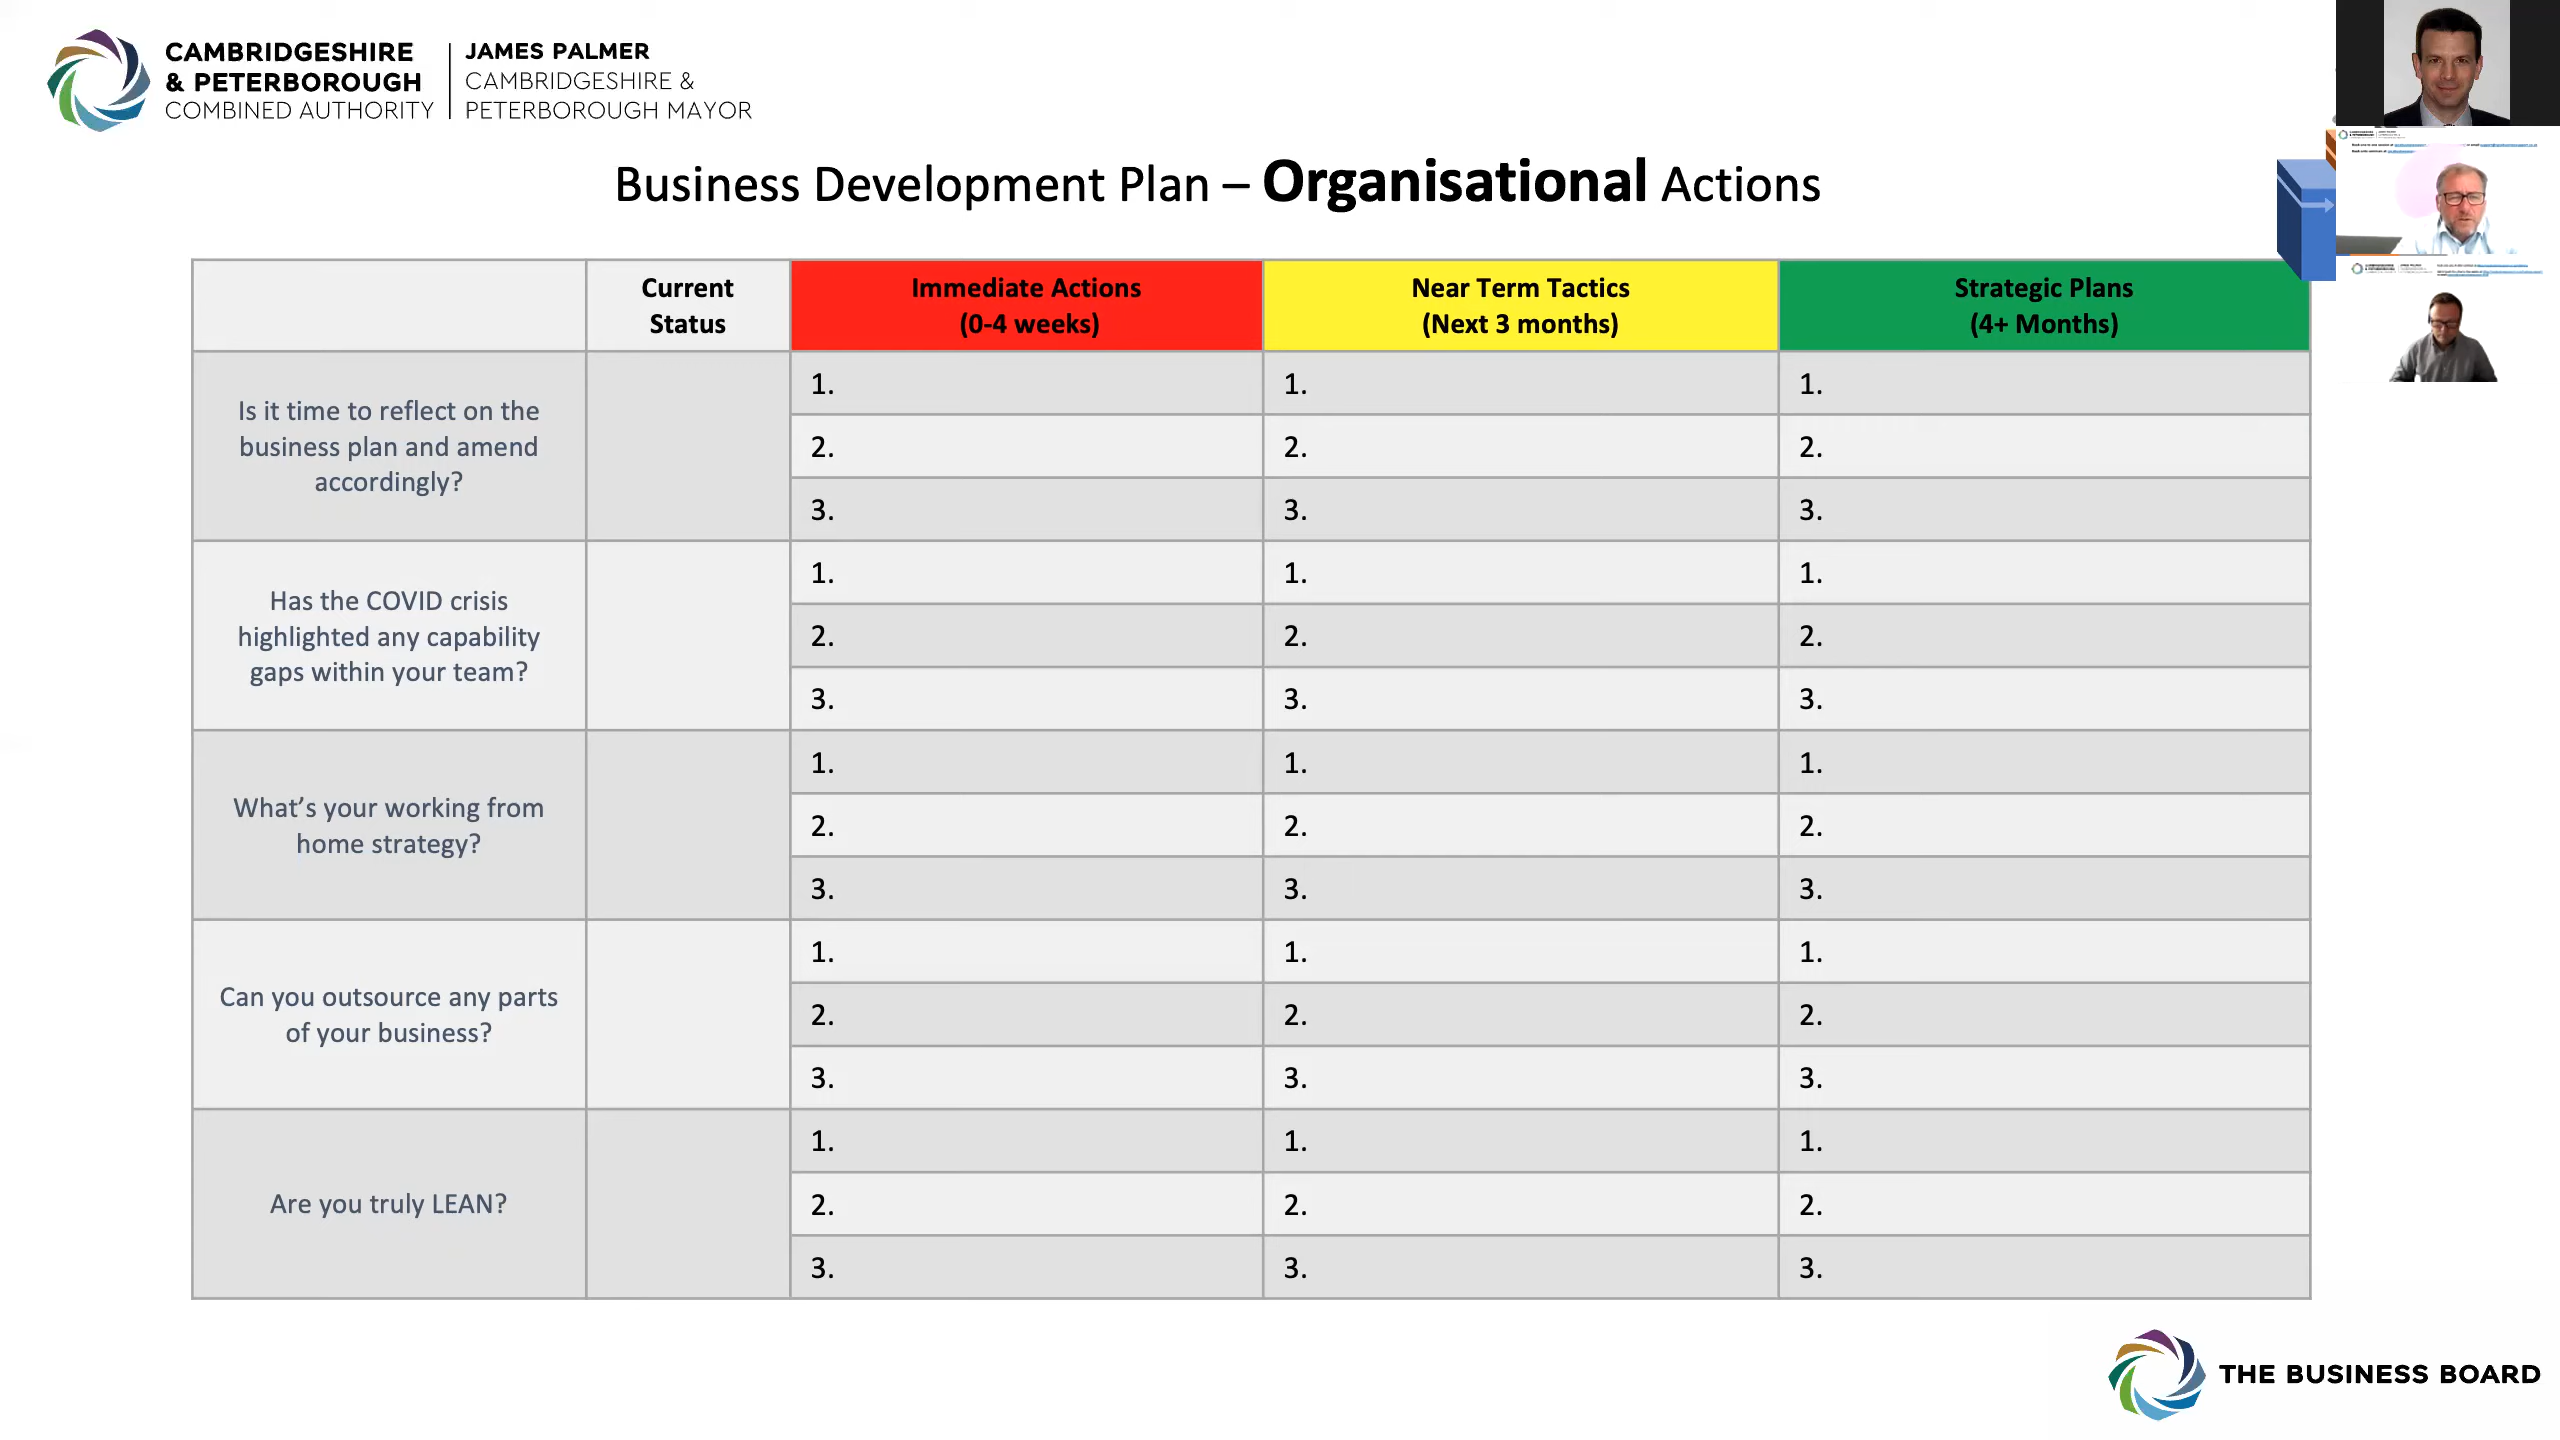 CAMBRIDGESHIRE
& PETERBOROUGH
COMBINED AUTHORITY
JAMES PALMER
CAMBRIDGESHIRE &
PETERBOROUGH MAYOR
Business Development Plan – Organisational Actions
Current
Status
Immediate Actions
(0-4 weeks)
Near Term Tactics
(Next 3 months)
Strategic Plans
(4+ Months)
Is it time to reflect on the
business plan and amend
accordingly?
1. 1. 1.
2. 2. 2.
3. 3. 3.
Has the COVID crisis
highlighted any capability
gaps within your team?
1. 1. 1.
2. 2. 2.
3. 3. 3.
What’s your working from
home strategy?
1. 1. 1.
2. 2. 2.
3. 3. 3.
Can you outsource any parts
of your business?
1. 1. 1.
2. 2. 2.
3. 3. 3.
Are you truly LEAN?
1. 1. 1.
2. 2. 2.
3. 3. 3.
THE BUSINESS BOARD